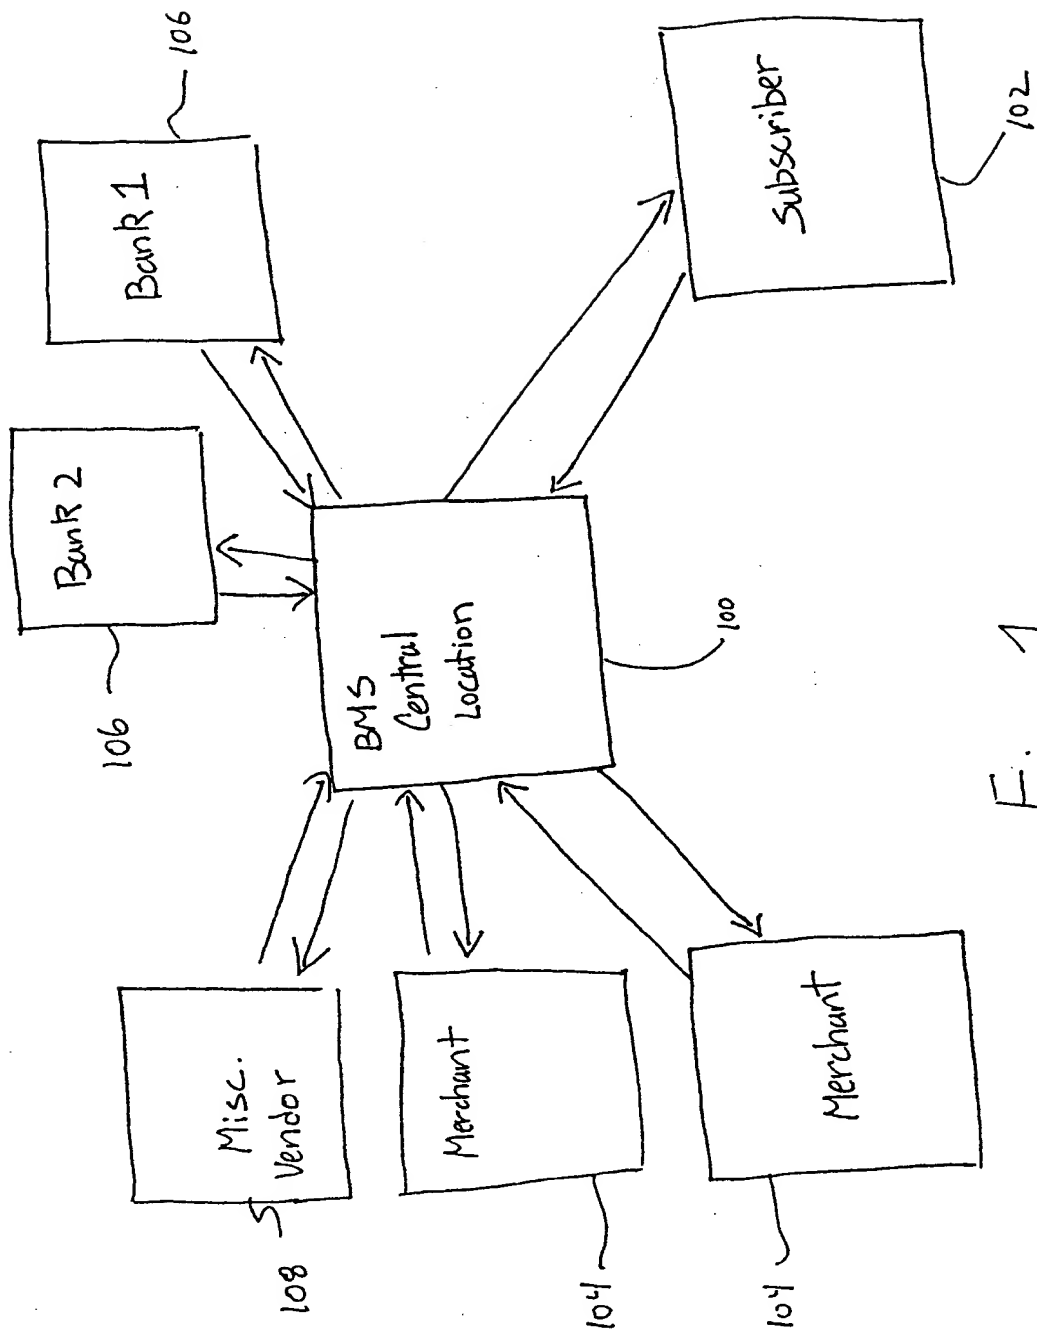 Bank 2
106
Bank 1
106
108
Misc.
Vendor
BMS
Central
Location
Merchant
104
100
Subscriber
102
Merchant
104
F. 1